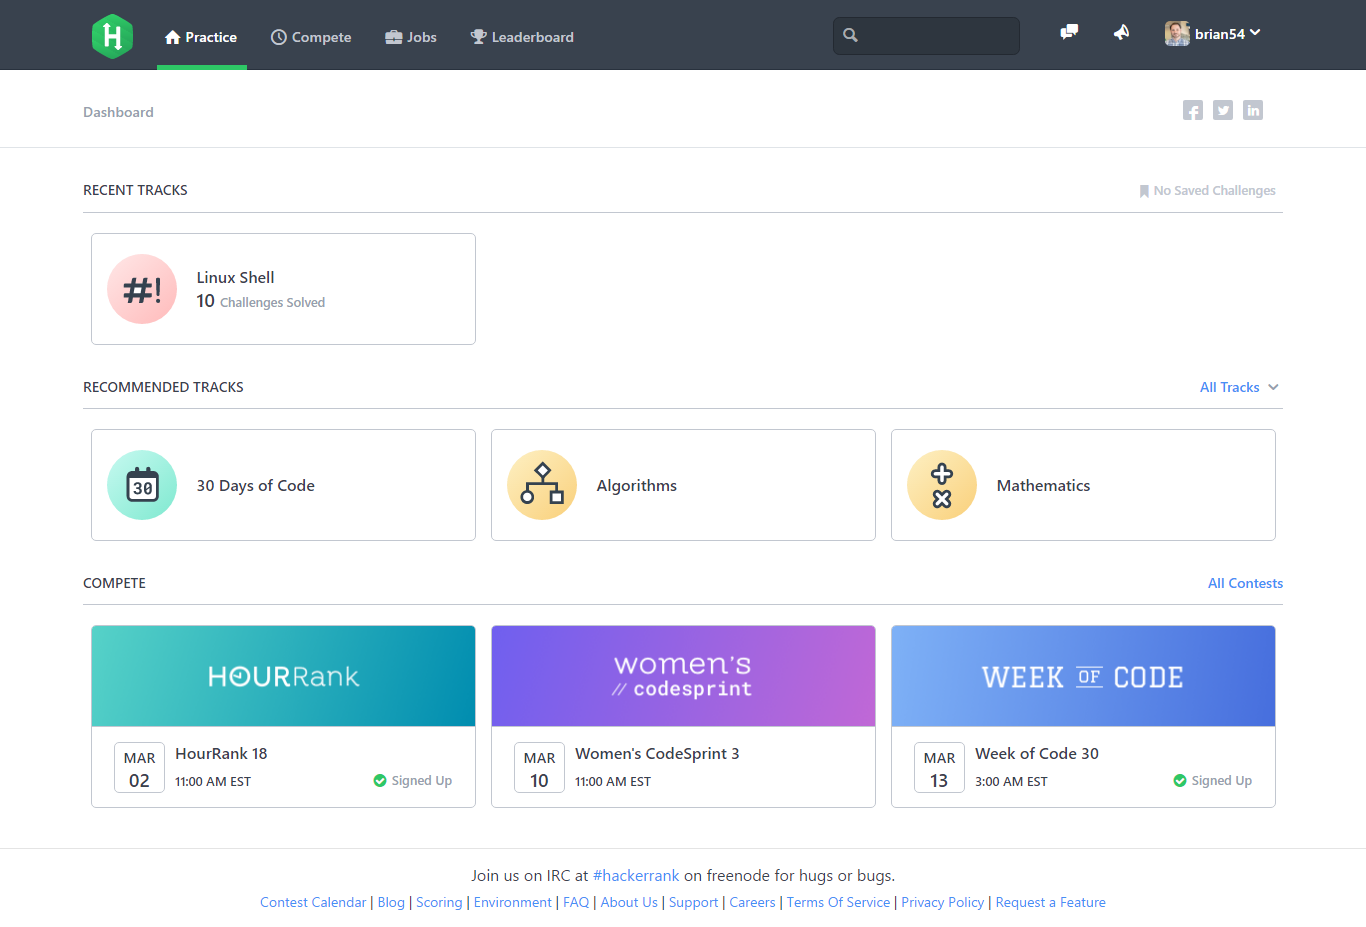 H Practice Compete Jobs Leaderboard brian54
Dashboard
RECENT TRACKS No Saved Challenges
#! Linux Shell
10 Challenges Solved
RECOMMENDED TRACKS All Tracks
30 30 Days of Code Algorithms Mathematics
COMPETE All Contests
HOURRank
women's
// codesprint
WEEK OF CODE
MAR
02
HourRank 18
11:00 AM EST
Signed Up
MAR
10
Women's CodeSprint 3
11:00 AM EST
MAR
13
Week of Code 30
3:00 AM EST
Signed Up
Join us on IRC at #hackerrank on freenode for hugs or bugs.
Contest Calendar | Blog | Scoring | Environment | FAQ | About Us | Support | Careers | Terms Of Service | Privacy Policy | Request a Feature